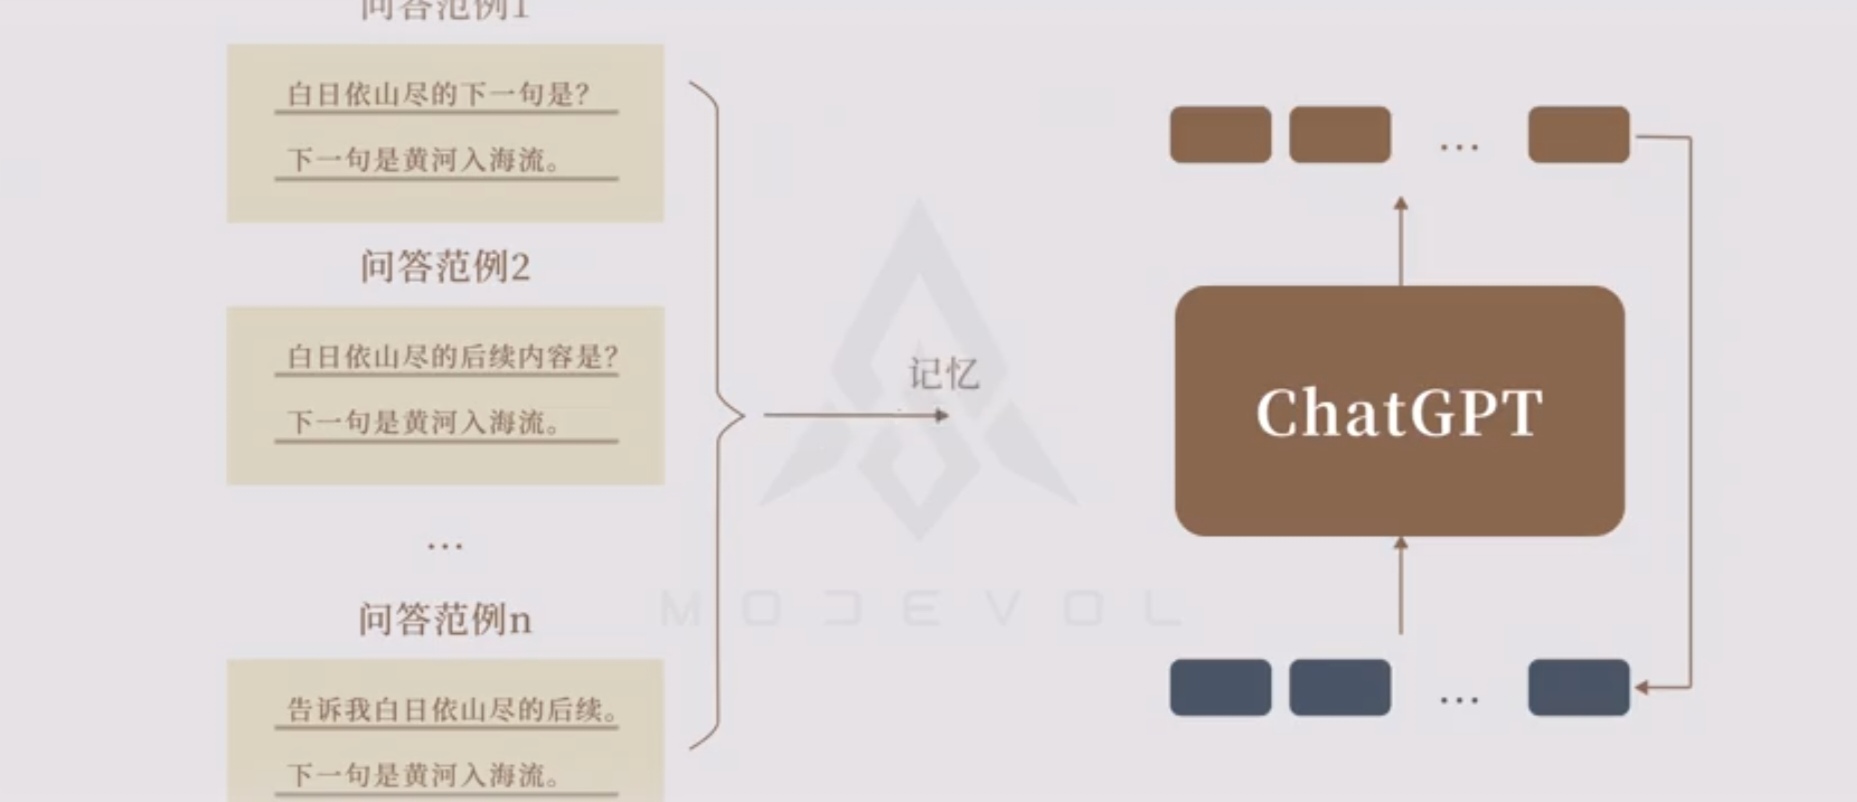 问答范例1
白日依山尽的下一句是?
下一句是黄河入海流。
问答范例2
白日依山尽的后续内容是?
下一句是黄河入海流。
...
问答范例n
告诉我白日依山尽的后续。
下一句是黄河入海流。
记忆
MODEVOL
...
ChatGPT
...